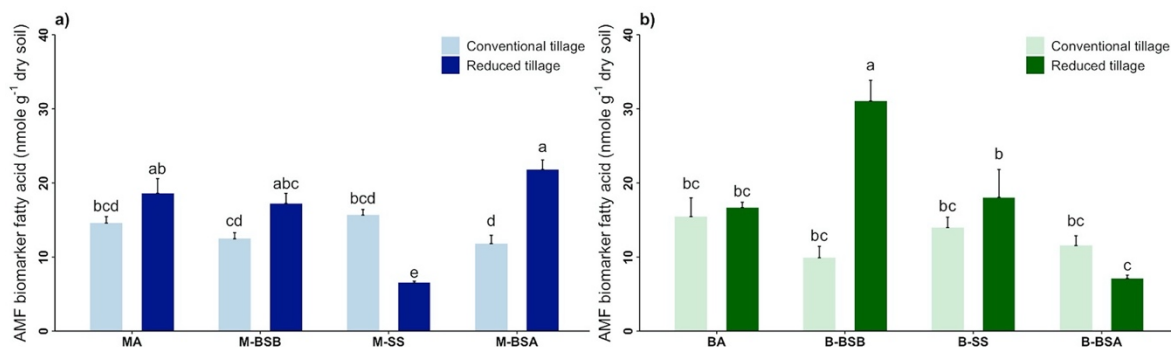 a)
AMF biomarker fatty acid (nmole g⁻¹ dry soil)
40
30
20
10
0
Conventional tillage
Reduced tillage
bcd
ab
cd
abc
bcd
e
d
a
MA
M-BSB
M-SS
M-BSA
b)
AMF biomarker fatty acid (nmole g⁻¹ dry soil)
40
30
20
10
0
Conventional tillage
Reduced tillage
bc
bc
bc
a
bc
b
bc
c
BA
B-BSB
B-SS
B-BSA